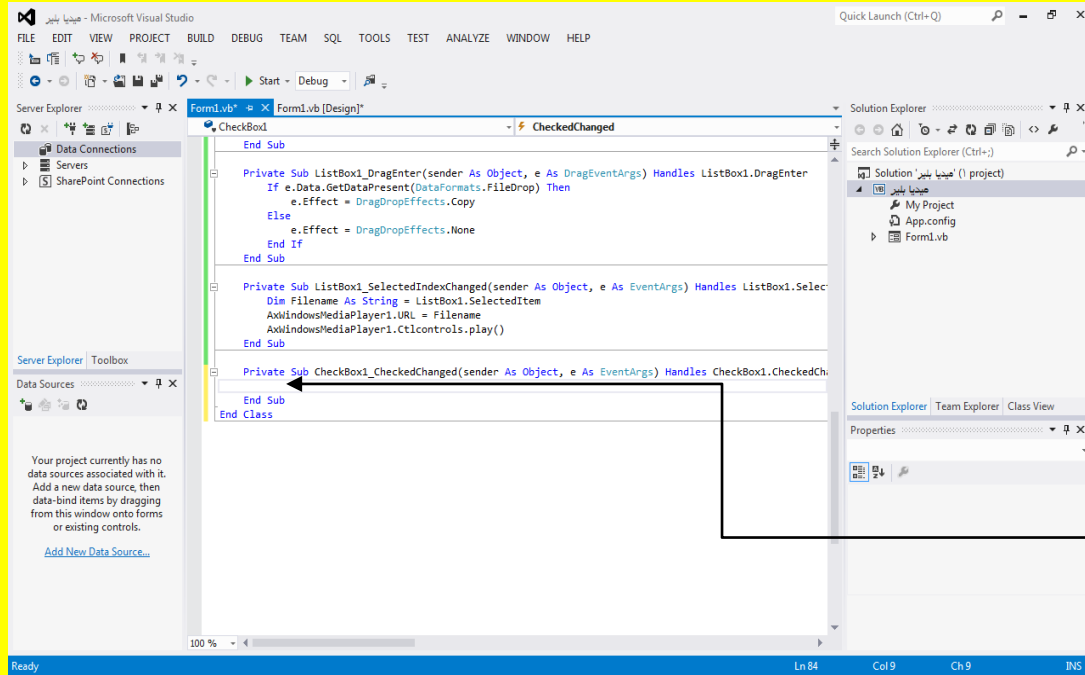 ميديا بليير - Microsoft Visual Studio
Quick Launch (Ctrl+Q)
FILE EDIT VIEW PROJECT BUILD DEBUG TEAM SQL TOOLS TEST ANALYZE WINDOW HELP
Start Debug
Server Explorer
Data Connections
Servers
SharePoint Connections
Server Explorer Toolbox
Data Sources
Your project currently has no
data sources associated with it.
Add a new data source, then
data-bind items by dragging
from this window onto forms
or existing controls.
Add New Data Source...
Form1.vb* Form1.vb [Design]*
CheckBox1 CheckedChanged
End Sub
Private Sub ListBox1_DragEnter(sender As Object, e As DragEventArgs) Handles ListBox1.DragEnter
If e.Data.GetDataPresent(DataFormats.FileDrop) Then
e.Effect = DragDropEffects.Copy
Else
e.Effect = DragDropEffects.None
End If
End Sub
Private Sub ListBox1_SelectedIndexChanged(sender As Object, e As EventArgs) Handles ListBox1.Selec
Dim Filename As String = ListBox1.SelectedItem
AxWindowsMediaPlayer1.URL = Filename
AxWindowsMediaPlayer1.Ctlcontrols.play()
End Sub
Private Sub CheckBox1_CheckedChanged(sender As Object, e As EventArgs) Handles CheckBox1.CheckedCh
End Sub
End Class
100 %
Solution Explorer
Search Solution Explorer (Ctrl+;)
Solution 'ميديا بليير' (١ project)
ميديا بليير
My Project
App.config
Form1.vb
Solution Explorer Team Explorer Class View
Properties
Ready Ln 84 Col 9 Ch 9 INS